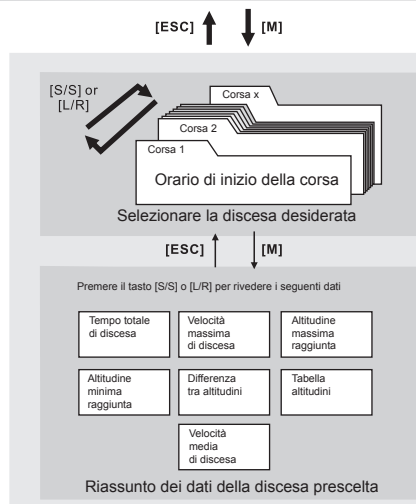 [ESC] [M]
[S/S] or
[L/R]
Corsa x
Corsa 2
Corsa 1
Orario di inizio della corsa
Selezionare la discesa desiderata
[ESC] [M]
Premere il tasto [S/S] o [L/R] per rivedere i seguenti dati
Tempo totale
di discesa
Velocità
massima
di discesa
Altitudine
massima
raggiunta
Altitudine
minima
raggiunta
Differenza
tra altitudini
Tabella
altitudini
Velocità
media
di discesa
Riassunto dei dati della discesa prescelta